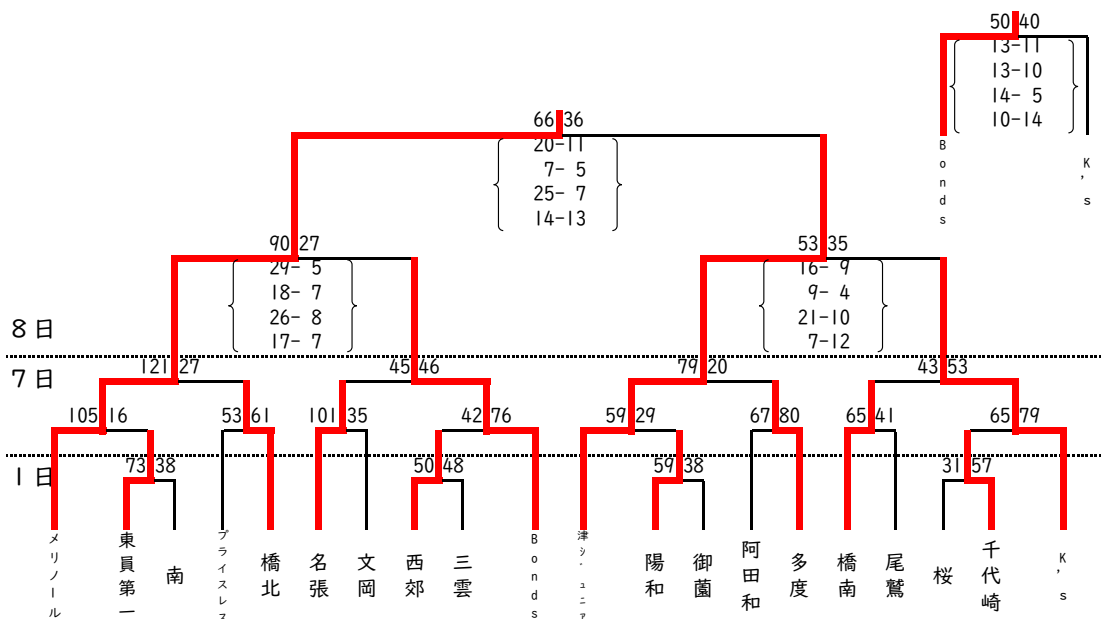 50 40
13-11
13-10
14- 5
10-14
Bonds
K's
66 36
20-11
7- 5
25- 7
14-13
90 27
29- 5
18- 7
26- 8
17- 7
53 35
16- 9
9- 4
21-10
7-12
8日
7日
121 27
45 46
79 20
43 53
105 16
53 61
101 35
42 76
59 29
67 80
65 41
65 79
1日
73 38
50 48
59 38
31 57
メリノール
東員第一
南
プライスレス
橋北
名張
文岡
西郊
三雲
Bonds
津ジュニア
陽和
御薗
阿田和
多度
橋南
尾鷲
桜
千代崎
K's